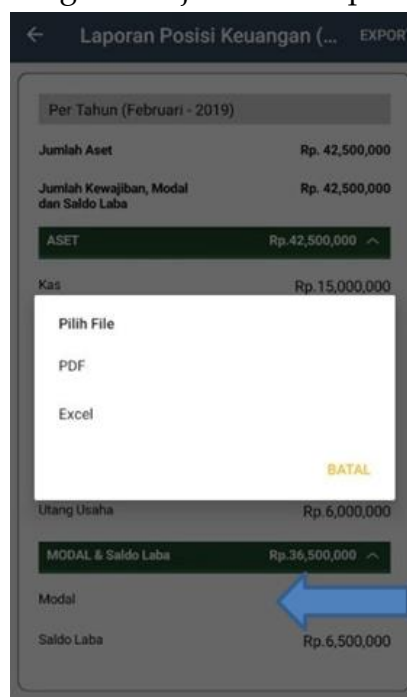 ← Laporan Posisi Keuangan (... EXPOR
Per Tahun (Februari - 2019)
Jumlah Aset Rp. 42,500,000
Jumlah Kewajiban, Modal Rp. 42,500,000
dan Saldo Laba
ASET Rp.42,500,000
Kas Rp.15,000,000
Pilih File
PDF
Excel
BATAL
Utang Usaha Rp.6,000,000
MODAL & Saldo Laba Rp.36,500,000
Modal
Saldo Laba Rp.6,500,000